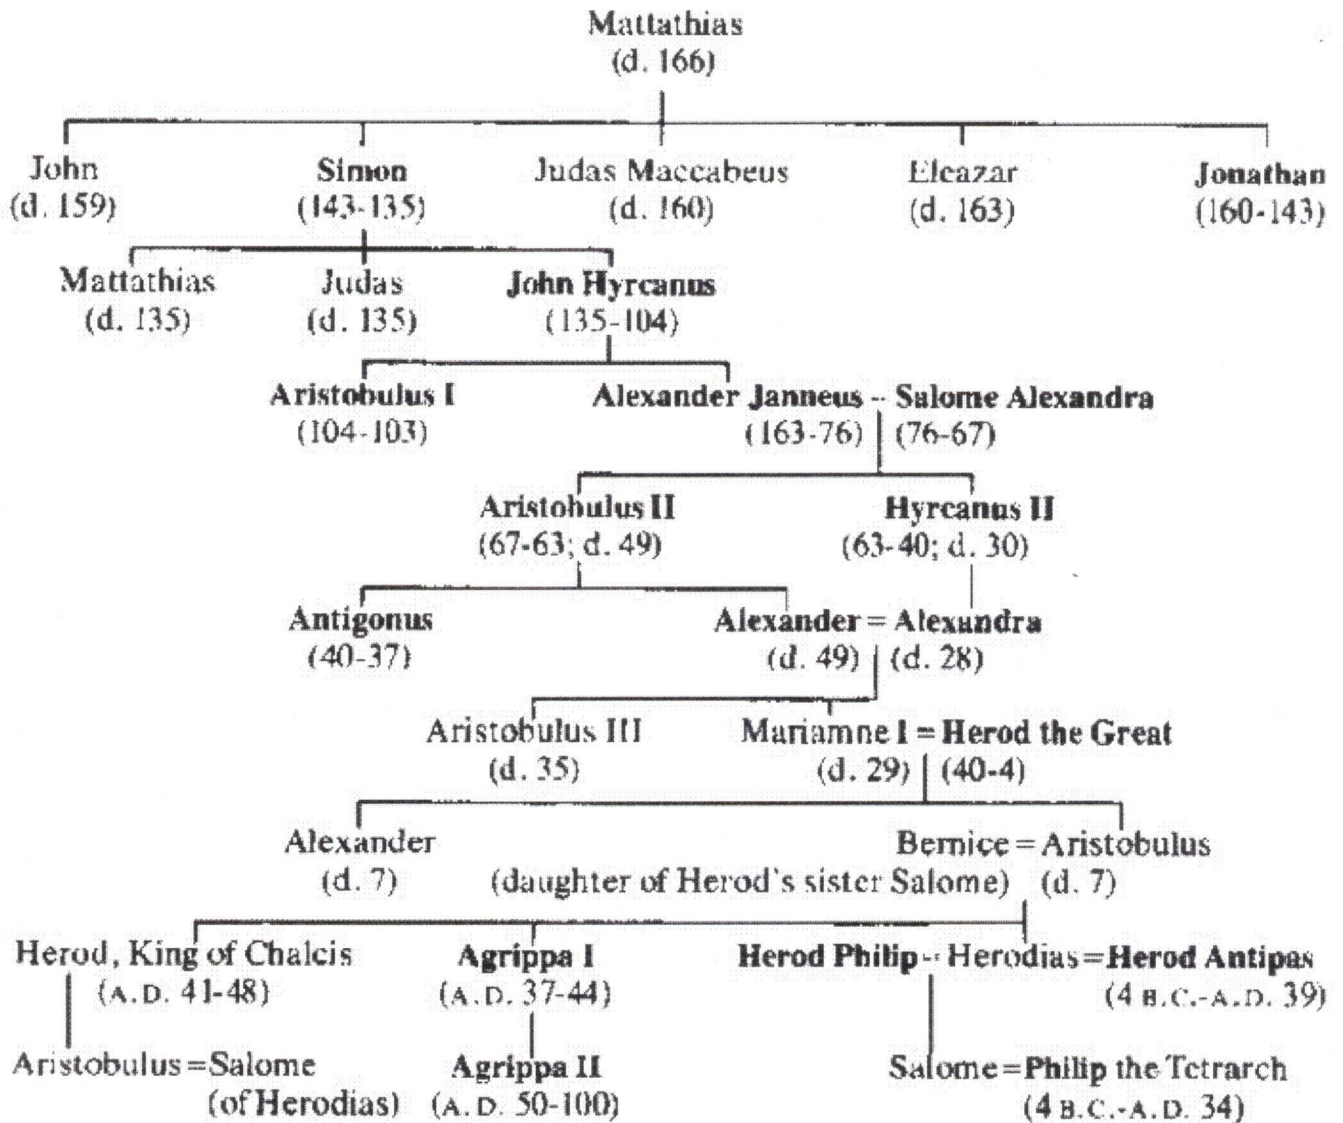 Mattathias
(d. 166)
John Simon Judas Maccabeus Eleazar Jonathan
(d. 159) (143-135) (d. 160) (d. 163) (160-143)
Mattathias Judas John Hyrcanus
(d. 135) (d. 135) (135-104)
Aristobulus I Alexander Janneus -- Salome Alexandra
(104-103) (163-76) (76-67)
Aristobulus II Hyrcanus II
(67-63; d. 49) (63-40; d. 30)
Antigonus Alexander = Alexandra
(40-37) (d. 49) (d. 28)
Aristobulus III Mariamne I = Herod the Great
(d. 35) (d. 29) (40-4)
Alexander Bernice = Aristobulus
(d. 7) (daughter of Herod's sister Salome) (d. 7)
Herod, King of Chalcis Agrippa I Herod Philip -- Herodias = Herod Antipas
(A.D. 41-48) (A.D. 37-44) (4 B.C.-A.D. 39)
Aristobulus = Salome Agrippa II Salome = Philip the Tetrarch
(of Herodias) (A.D. 50-100) (4 B.C.-A.D. 34)